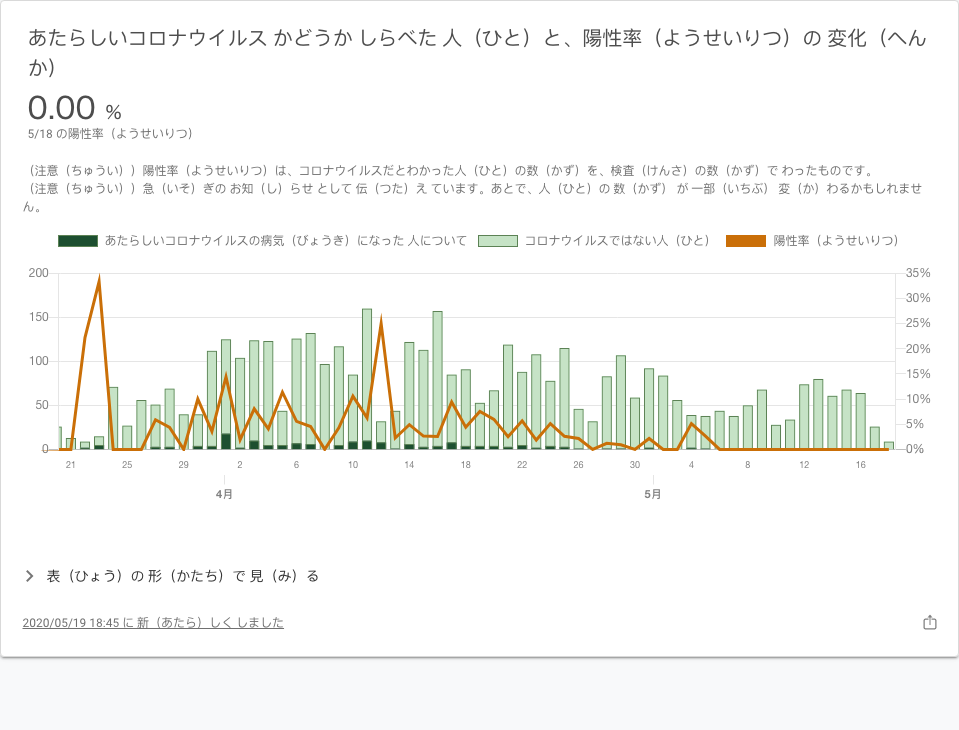 あたらしいコロナウイルス かどうか しらべた 人（ひと）と、陽性率（ようせいりつ）の 変化（へん
か）
0.00 %
5/18 の陽性率（ようせいりつ）
（注意（ちゅうい））陽性率（ようせいりつ）は、コロナウイルスだとわかった人（ひと）の数（かず）を、検査（けんさ）の数（かず）で わったものです。
（注意（ちゅうい））急（いそ）ぎの お知（し）らせ として 伝（つた）え ています。あとで、人（ひと）の 数（かず） が 一部（いちぶ） 変（か）わるかもしれませ
ん。
あたらしいコロナウイルスの病気（びょうき）になった 人について コロナウイルスではない人（ひと） 陽性率（ようせいりつ）
200 35%
30%
150 25%
20%
100 15%
50 10%
5%
0 0%
21 25 29 2 6 10 14 18 22 26 30 4 8 12 16
4月 5月
表（ひょう）の 形（かたち）で 見（み）る
2020/05/19 18:45 に 新（あたら）しく しました